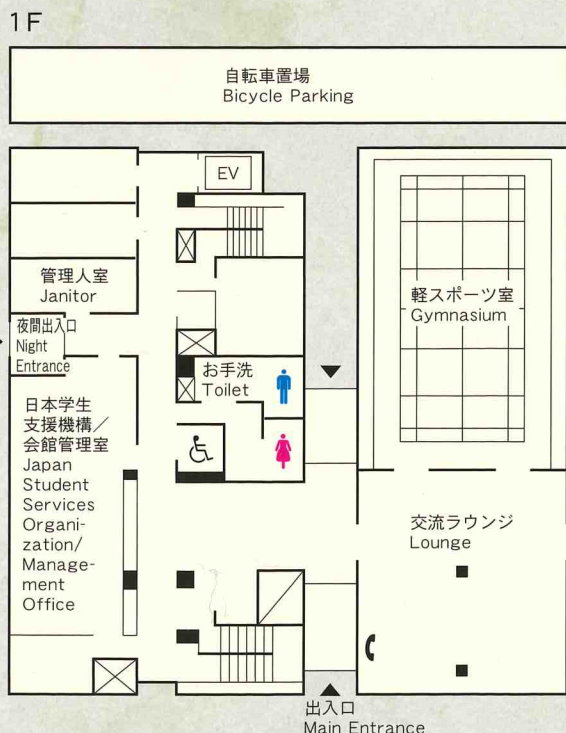 1F
自転車置場
Bicycle Parking
EV
管理人室
Janitor
夜間出入口
Night
Entrance
お手洗
Toilet
軽スポーツ室
Gymnasium
日本学生
支援機構/
会館管理室
Japan
Student
Services
Organi-
zation/
Manage-
ment
Office
交流ラウンジ
Lounge
出入口
Main Entrance